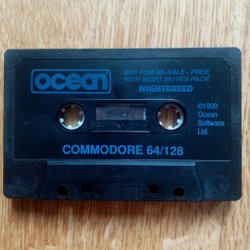 ocean
NOT FOR RE-SALE - FREE
WITH NIGHT MOVES PACK
NIGHTBREED
©1990
Ocean
Software
Ltd.
COMMODORE 64/128